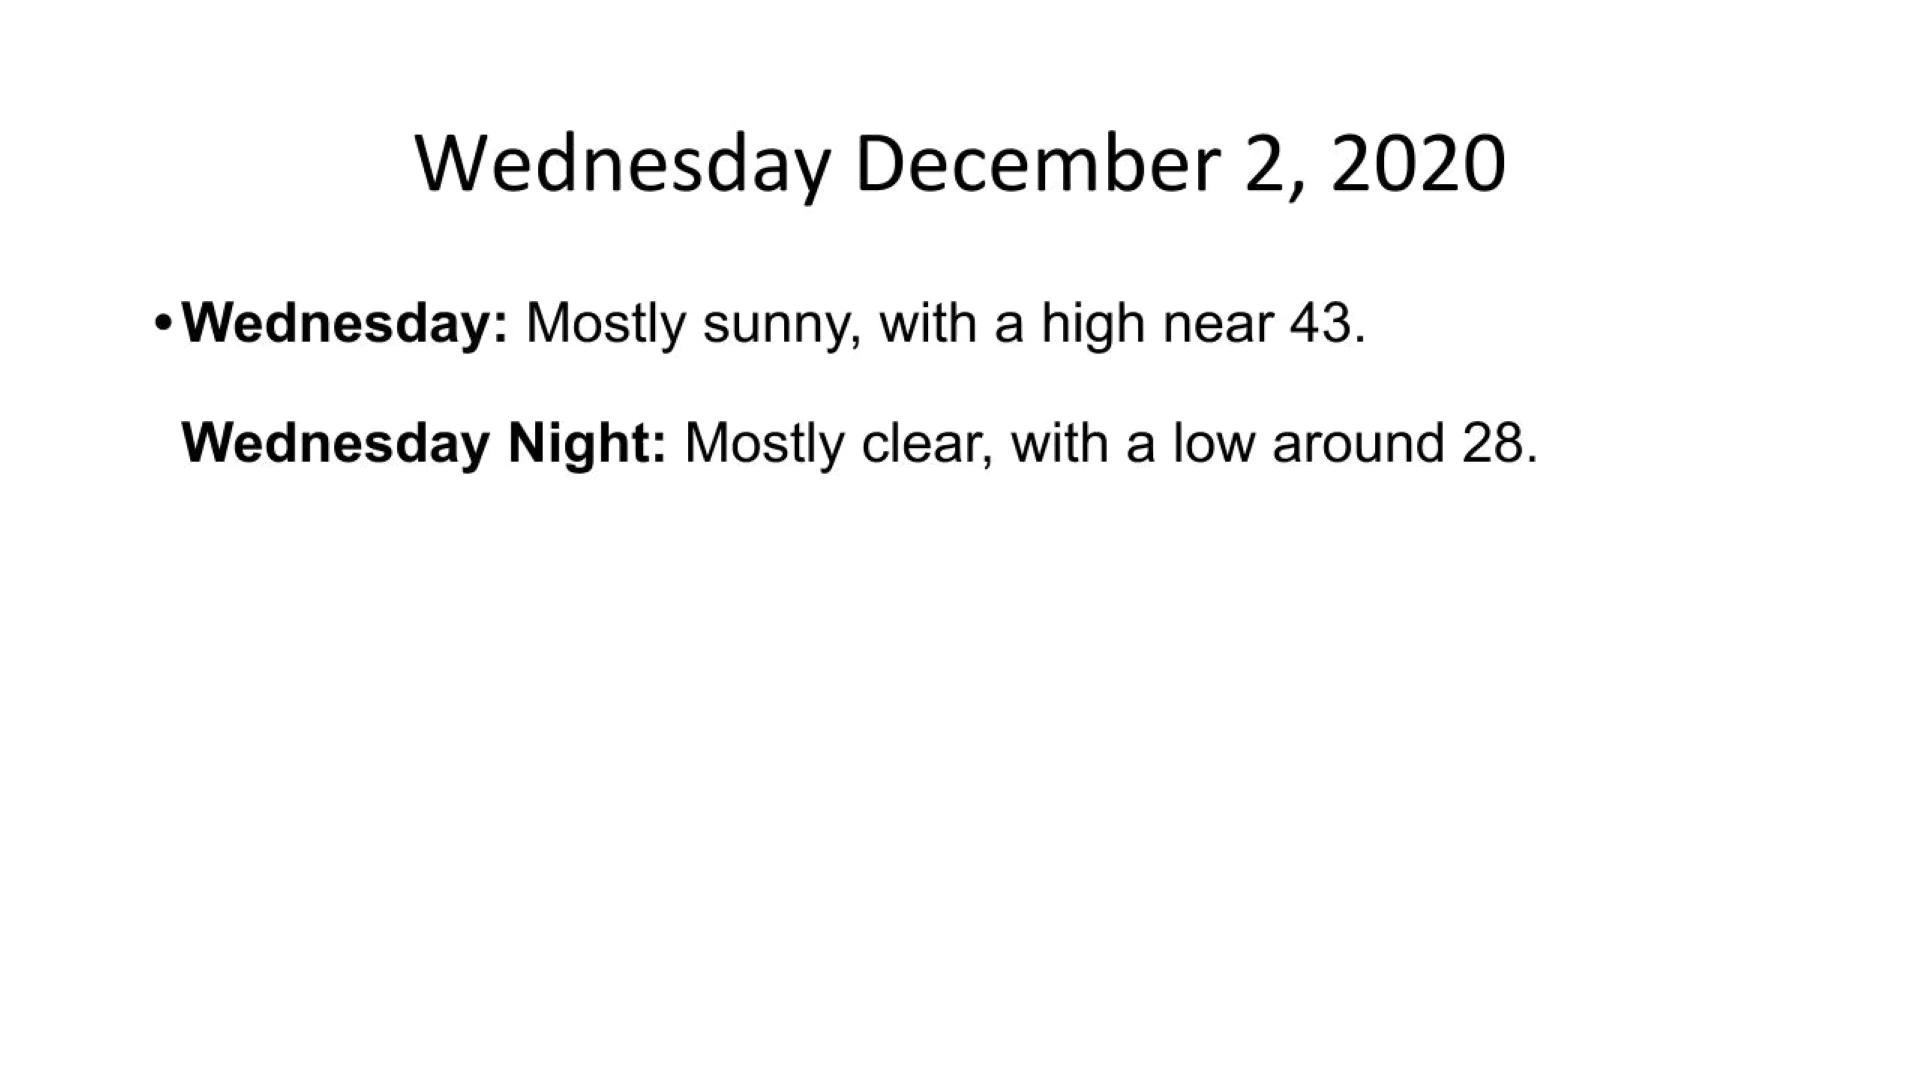 Wednesday December 2, 2020
•Wednesday: Mostly sunny, with a high near 43.
Wednesday Night: Mostly clear, with a low around 28.